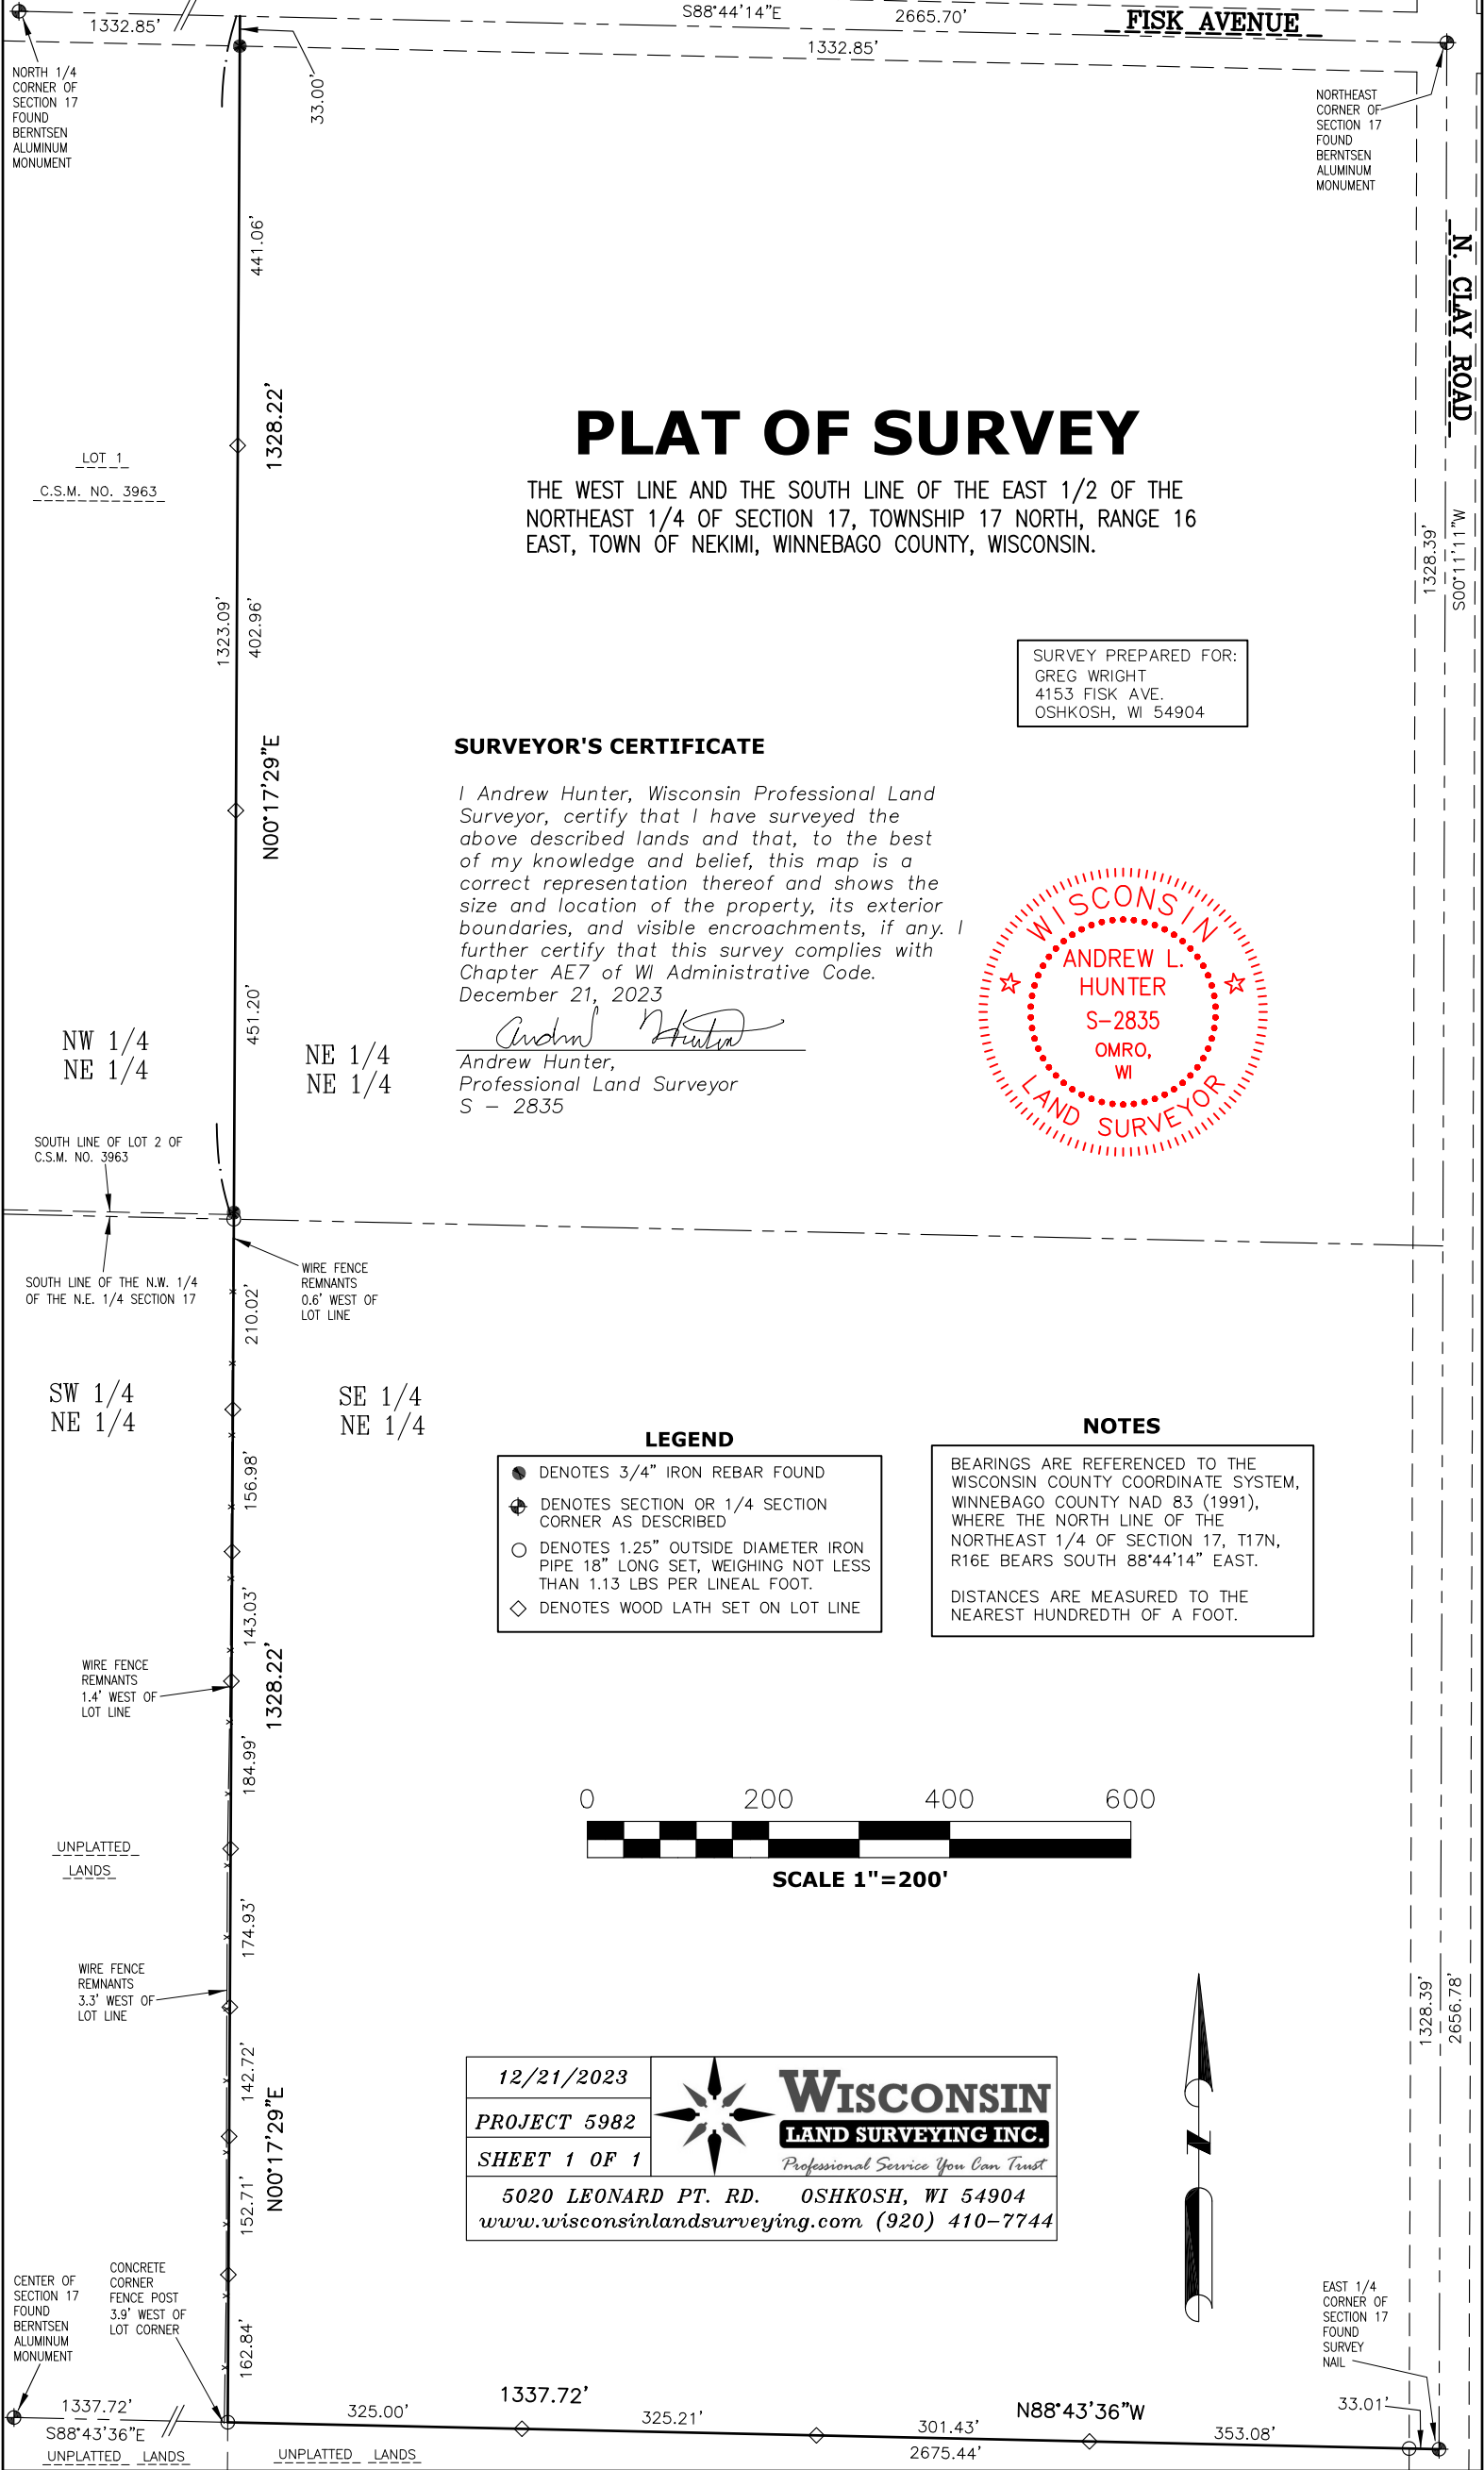 1332.85'
S88°44'14"E
2665.70'
FISK AVENUE
1332.85'
33.00'
NORTH 1/4
CORNER OF
SECTION 17
FOUND
BERNTSEN
ALUMINUM
MONUMENT
NORTHEAST
CORNER OF
SECTION 17
FOUND
BERNTSEN
ALUMINUM
MONUMENT
N. CLAY ROAD
441.06'
1328.22'
LOT 1
C.S.M. NO. 3963
PLAT OF SURVEY
THE WEST LINE AND THE SOUTH LINE OF THE EAST 1/2 OF THE
NORTHEAST 1/4 OF SECTION 17, TOWNSHIP 17 NORTH, RANGE 16
EAST, TOWN OF NEKIMI, WINNEBAGO COUNTY, WISCONSIN.
1328.39'
S00°11'11"W
1323.09'
402.96'
SURVEY PREPARED FOR:
GREG WRIGHT
4153 FISK AVE.
OSHKOSH, WI 54904
N00°17'29"E
SURVEYOR'S CERTIFICATE
I Andrew Hunter, Wisconsin Professional Land
Surveyor, certify that I have surveyed the
above described lands and that, to the best
of my knowledge and belief, this map is a
correct representation thereof and shows the
size and location of the property, its exterior
boundaries, and visible encroachments, if any. I
further certify that this survey complies with
Chapter AE7 of WI Administrative Code.
December 21, 2023
Andrew Hunter
Andrew Hunter,
Professional Land Surveyor
S - 2835
WISCONSIN
ANDREW L.
HUNTER
S-2835
OMRO,
WI
LAND SURVEYOR
451.20'
NW 1/4
NE 1/4
NE 1/4
NE 1/4
SOUTH LINE OF LOT 2 OF
C.S.M. NO. 3963
SOUTH LINE OF THE N.W. 1/4
OF THE N.E. 1/4 SECTION 17
WIRE FENCE
REMNANTS
0.6' WEST OF
LOT LINE
210.02'
SW 1/4
NE 1/4
SE 1/4
NE 1/4
156.98'
LEGEND
DENOTES 3/4" IRON REBAR FOUND
DENOTES SECTION OR 1/4 SECTION
CORNER AS DESCRIBED
DENOTES 1.25" OUTSIDE DIAMETER IRON
PIPE 18" LONG SET, WEIGHING NOT LESS
THAN 1.13 LBS PER LINEAL FOOT.
DENOTES WOOD LATH SET ON LOT LINE
NOTES
BEARINGS ARE REFERENCED TO THE
WISCONSIN COUNTY COORDINATE SYSTEM,
WINNEBAGO COUNTY NAD 83 (1991),
WHERE THE NORTH LINE OF THE
NORTHEAST 1/4 OF SECTION 17, T17N,
R16E BEARS SOUTH 88°44'14" EAST.
DISTANCES ARE MEASURED TO THE
NEAREST HUNDREDTH OF A FOOT.
143.03'
1328.22'
WIRE FENCE
REMNANTS
1.4' WEST OF
LOT LINE
184.99'
0 200 400 600
SCALE 1"=200'
UNPLATTED
LANDS
174.93'
WIRE FENCE
REMNANTS
3.3' WEST OF
LOT LINE
1328.39'
2656.78'
142.72'
N00°17'29"E
12/21/2023
PROJECT 5982
SHEET 1 OF 1
WISCONSIN
LAND SURVEYING INC.
Professional Service You Can Trust
5020 LEONARD PT. RD. OSHKOSH, WI 54904
www.wisconsinlandsurveying.com (920) 410-7744
N
152.71'
CENTER OF
SECTION 17
FOUND
BERNTSEN
ALUMINUM
MONUMENT
CONCRETE
CORNER
FENCE POST
3.9' WEST OF
LOT CORNER
162.84'
EAST 1/4
CORNER OF
SECTION 17
FOUND
SURVEY
NAIL
1337.72'
S88°43'36"E
UNPLATTED LANDS
UNPLATTED LANDS
325.00'
1337.72'
325.21'
301.43'
2675.44'
N88°43'36"W
353.08'
33.01'